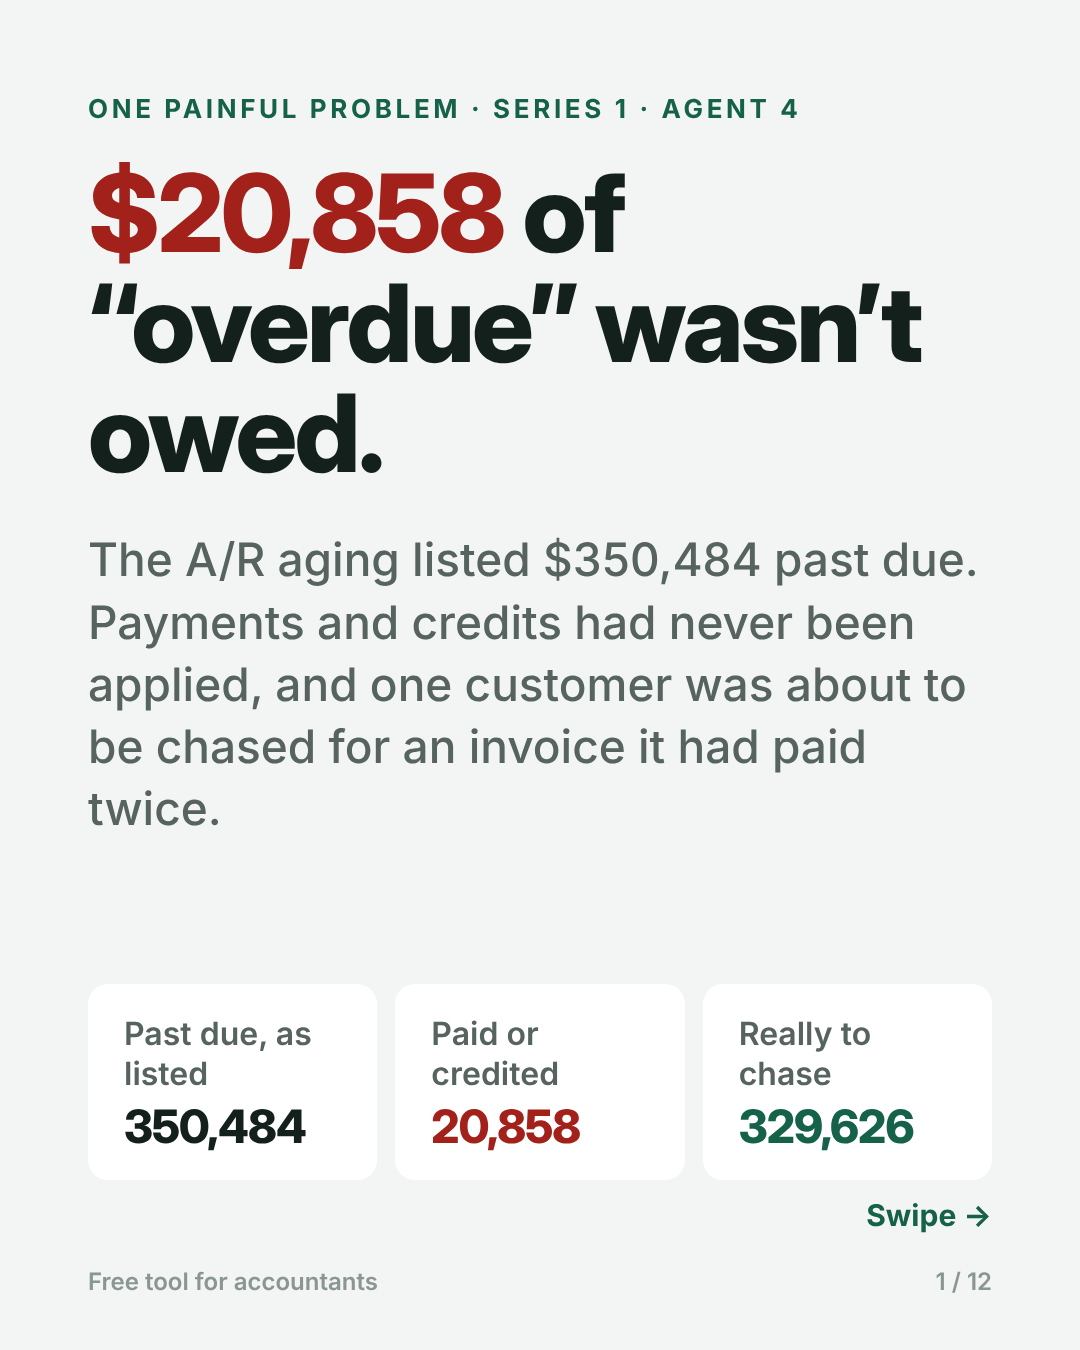 ONE PAINFUL PROBLEM · SERIES 1 · AGENT 4
$20,858 of
“overdue” wasn’t
owed.
The A/R aging listed $350,484 past due.
Payments and credits had never been
applied, and one customer was about to
be chased for an invoice it had paid
twice.
Past due, as
listed
350,484
Paid or
credited
20,858
Really to
chase
329,626
Swipe →
Free tool for accountants
1 / 12